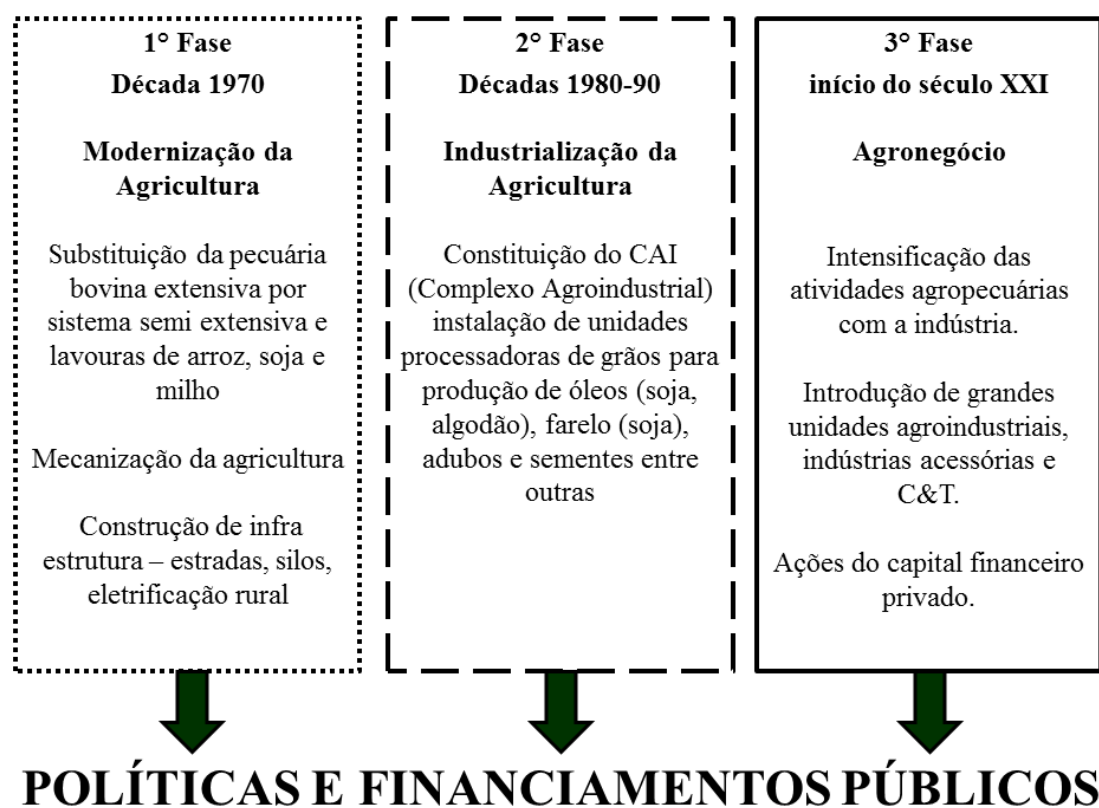 1° Fase
Década 1970
Modernização da
Agricultura
Substituição da pecuária
bovina extensiva por
sistema semi extensiva e
lavouras de arroz, soja e
milho
Mecanização da agricultura
Construção de infra
estrutura – estradas, silos,
eletrificação rural
2° Fase
Décadas 1980-90
Industrialização da
Agricultura
Constituição do CAI
(Complexo Agroindustrial)
instalação de unidades
processadoras de grãos para
produção de óleos (soja,
algodão), farelo (soja),
adubos e sementes entre
outras
3° Fase
início do século XXI
Agronegócio
Intensificação das
atividades agropecuárias
com a indústria.
Introdução de grandes
unidades agroindustriais,
indústrias acessórias e
C&T.
Ações do capital financeiro
privado.
POLÍTICAS E FINANCIAMENTOS PÚBLICOS